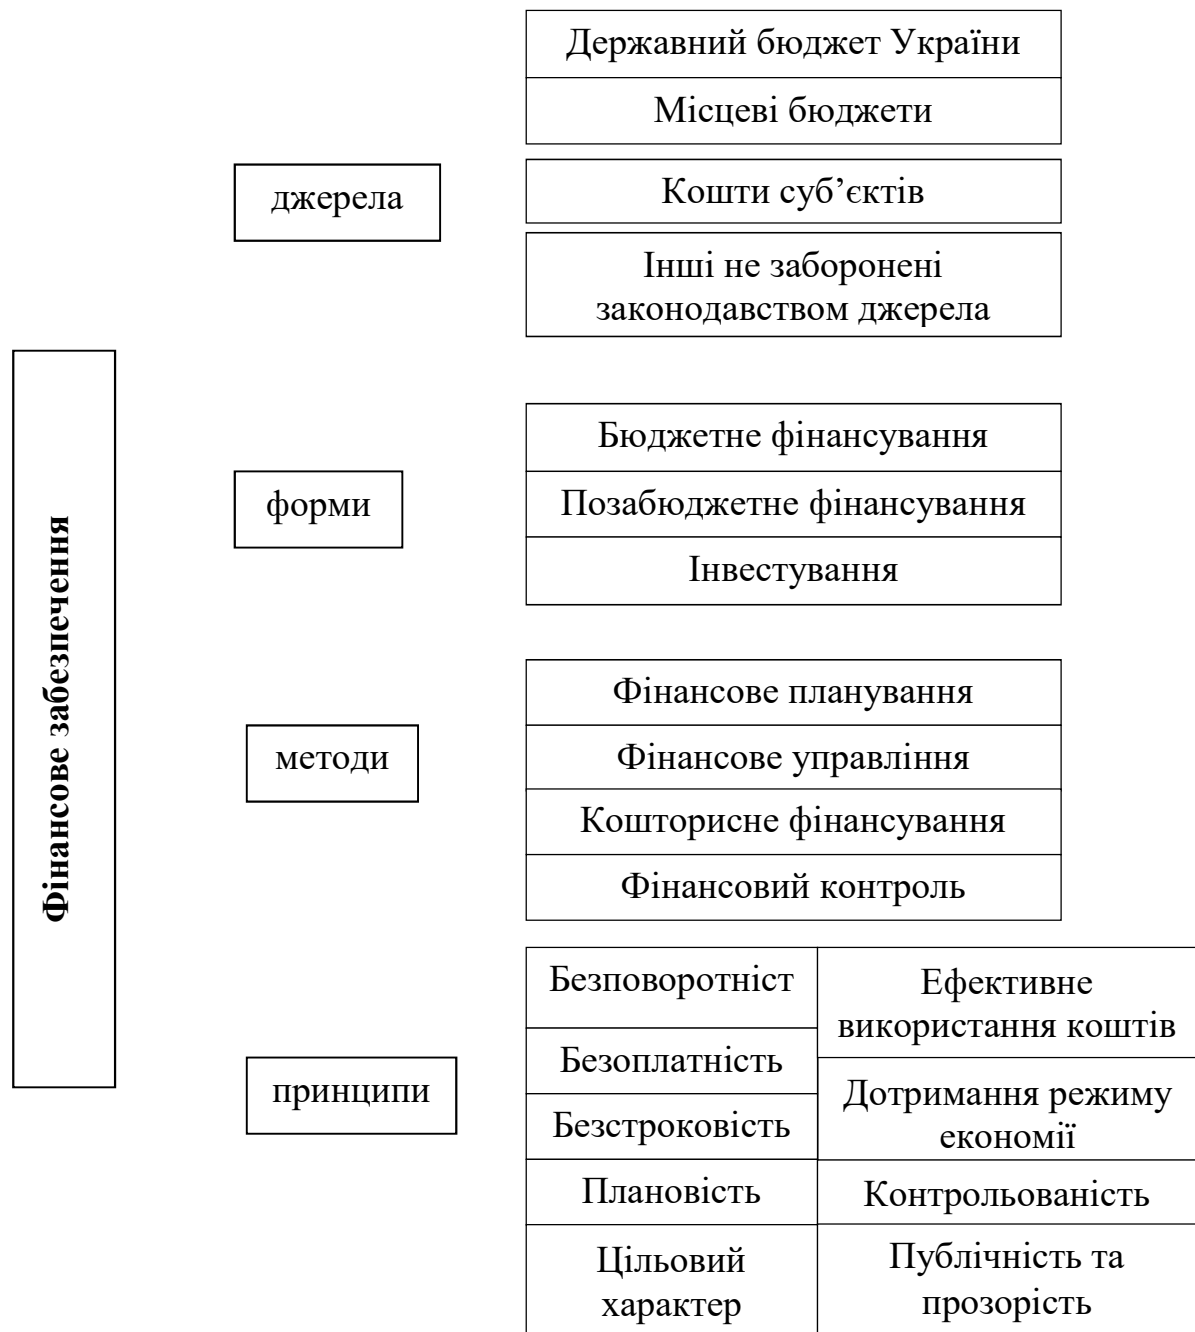 Державний бюджет України
Місцеві бюджети
джерела
Кошти суб’єктів
Інші не заборонені
законодавством джерела
Фінансове забезпечення
форми
Бюджетне фінансування
Позабюджетне фінансування
Інвестування
методи
Фінансове планування
Фінансове управління
Кошторисне фінансування
Фінансовий контроль
принципи
Безповоротніст
Безоплатність
Безстроковість
Плановість
Цільовий
характер
Ефективне
використання коштів
Дотримання режиму
економії
Контрольованість
Публічність та
прозорість